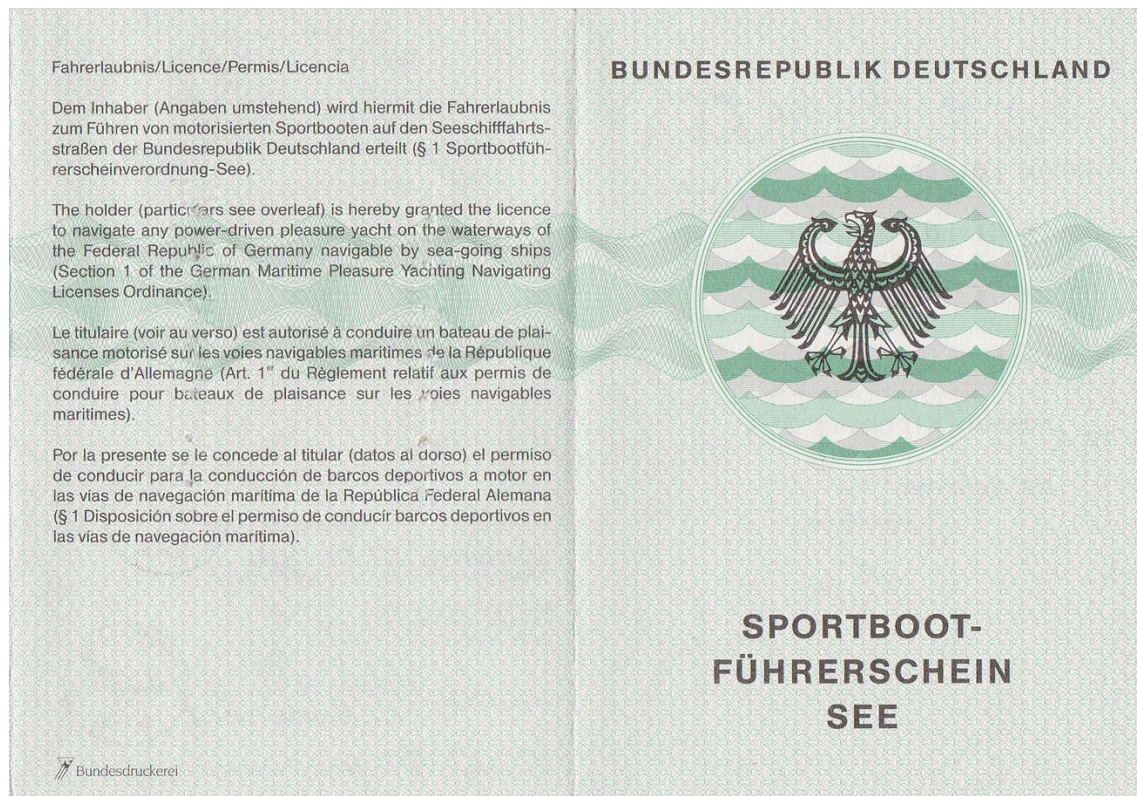 Fahrerlaubnis/Licence/Permis/Licencia
Dem Inhaber (Angaben umstehend) wird hiermit die Fahrerlaubnis
zum Führen von motorisierten Sportbooten auf den Seeschifffahrts-
straßen der Bundesrepublik Deutschland erteilt (§ 1 Sportbootfüh-
rerscheinverordnung-See).
The holder (particulars see overleaf) is hereby granted the licence
to navigate any power-driven pleasure yacht on the waterways of
the Federal Republic of Germany navigable by sea-going ships
(Section 1 of the German Maritime Pleasure Yachting Navigating
Licenses Ordinance).
Le titulaire (voir au verso) est autorisé à conduire un bateau de plai-
sance motorisé sur les voies navigables maritimes de la République
fédérale d'Allemagne (Art. 1er du Règlement relatif aux permis de
conduire pour bateaux de plaisance sur les voies navigables
maritimes).
Por la presente se le concede al titular (datos al dorso) el permiso
de conducir para la conducción de barcos deportivos a motor en
las vías de navegación marítima de la República Federal Alemana
(§ 1 Disposición sobre el permiso de conducír barcos deportivos en
las vías de navegación marítima).
Bundesdruckerei
BUNDESREPUBLIK DEUTSCHLAND
SPORTBOOT-
FÜHRERSCHEIN
SEE